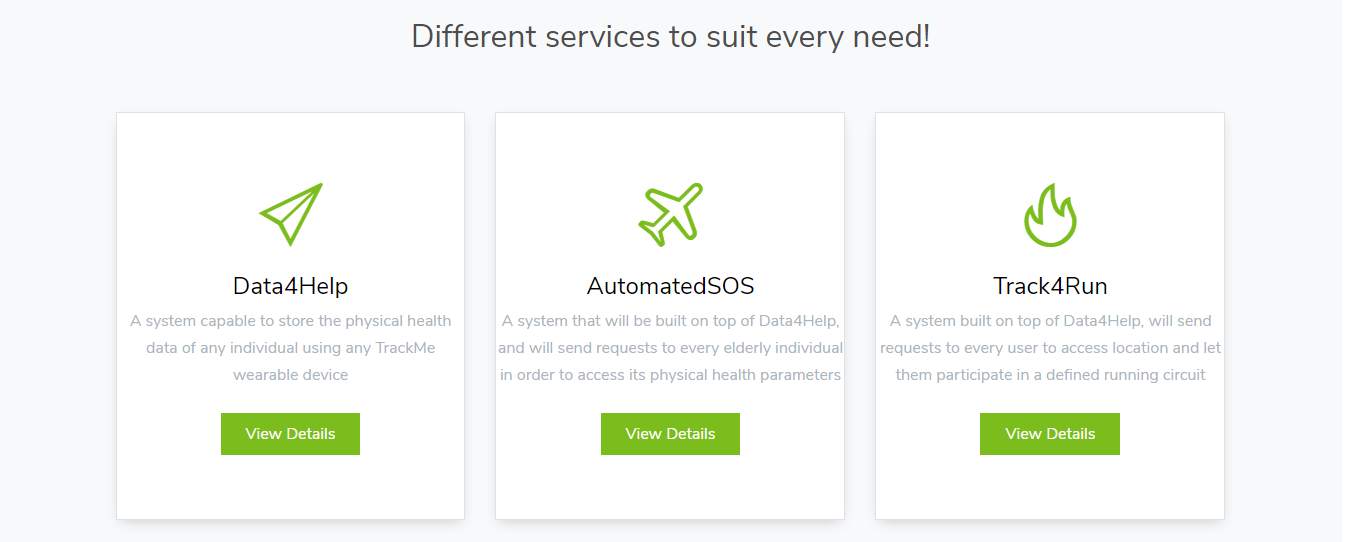 Different services to suit every need!
Data4Help
A system capable to store the physical health
data of any individual using any TrackMe
wearable device
View Details
AutomatedSOS
A system that will be built on top of Data4Help,
and will send requests to every elderly individual
in order to access its physical health parameters
View Details
Track4Run
A system built on top of Data4Help, will send
requests to every user to access location and let
them participate in a defined running circuit
View Details